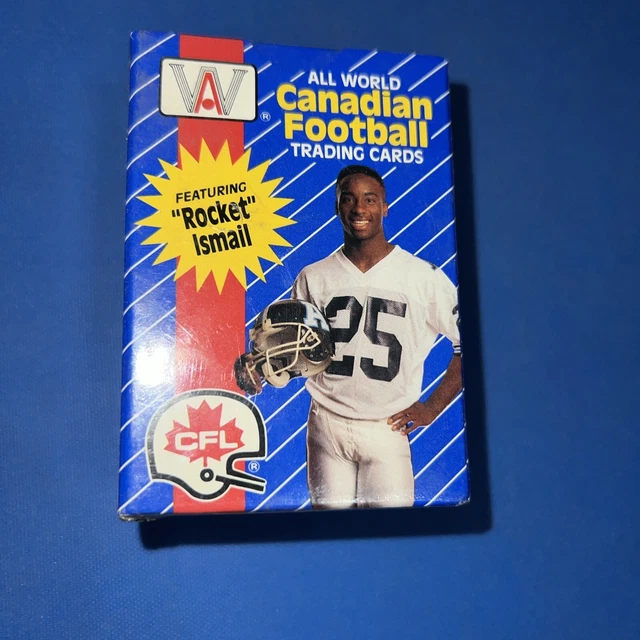 AW
®
ALL WORLD
Canadian
Football
TRADING CARDS
FEATURING
"Rocket"
Ismail
25
CFL
®